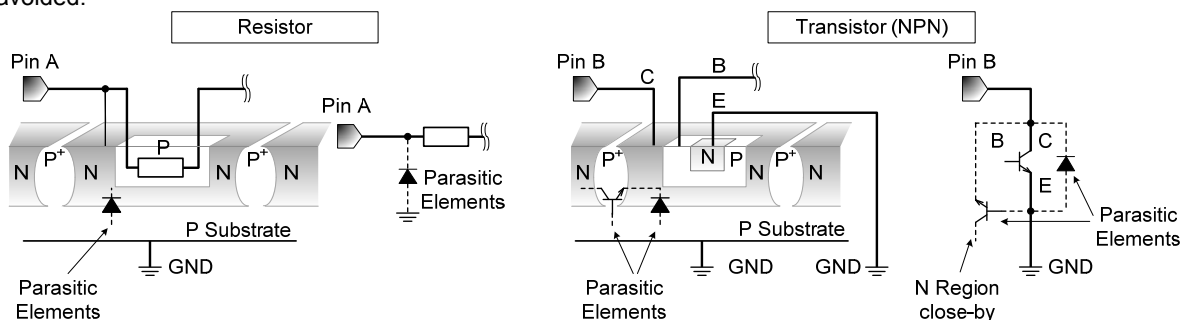 avoided.
Resistor
Transistor (NPN)
Pin A
Pin A
N
P+
N
P
N
P+
N
Parasitic
Elements
P Substrate
GND
Parasitic
Elements
Pin B
C
B
E
N
P+
N
N
P
P+
N
P Substrate
GND
GND
Parasitic
Elements
Pin B
B
C
E
Parasitic
Elements
GND
N Region
close-by